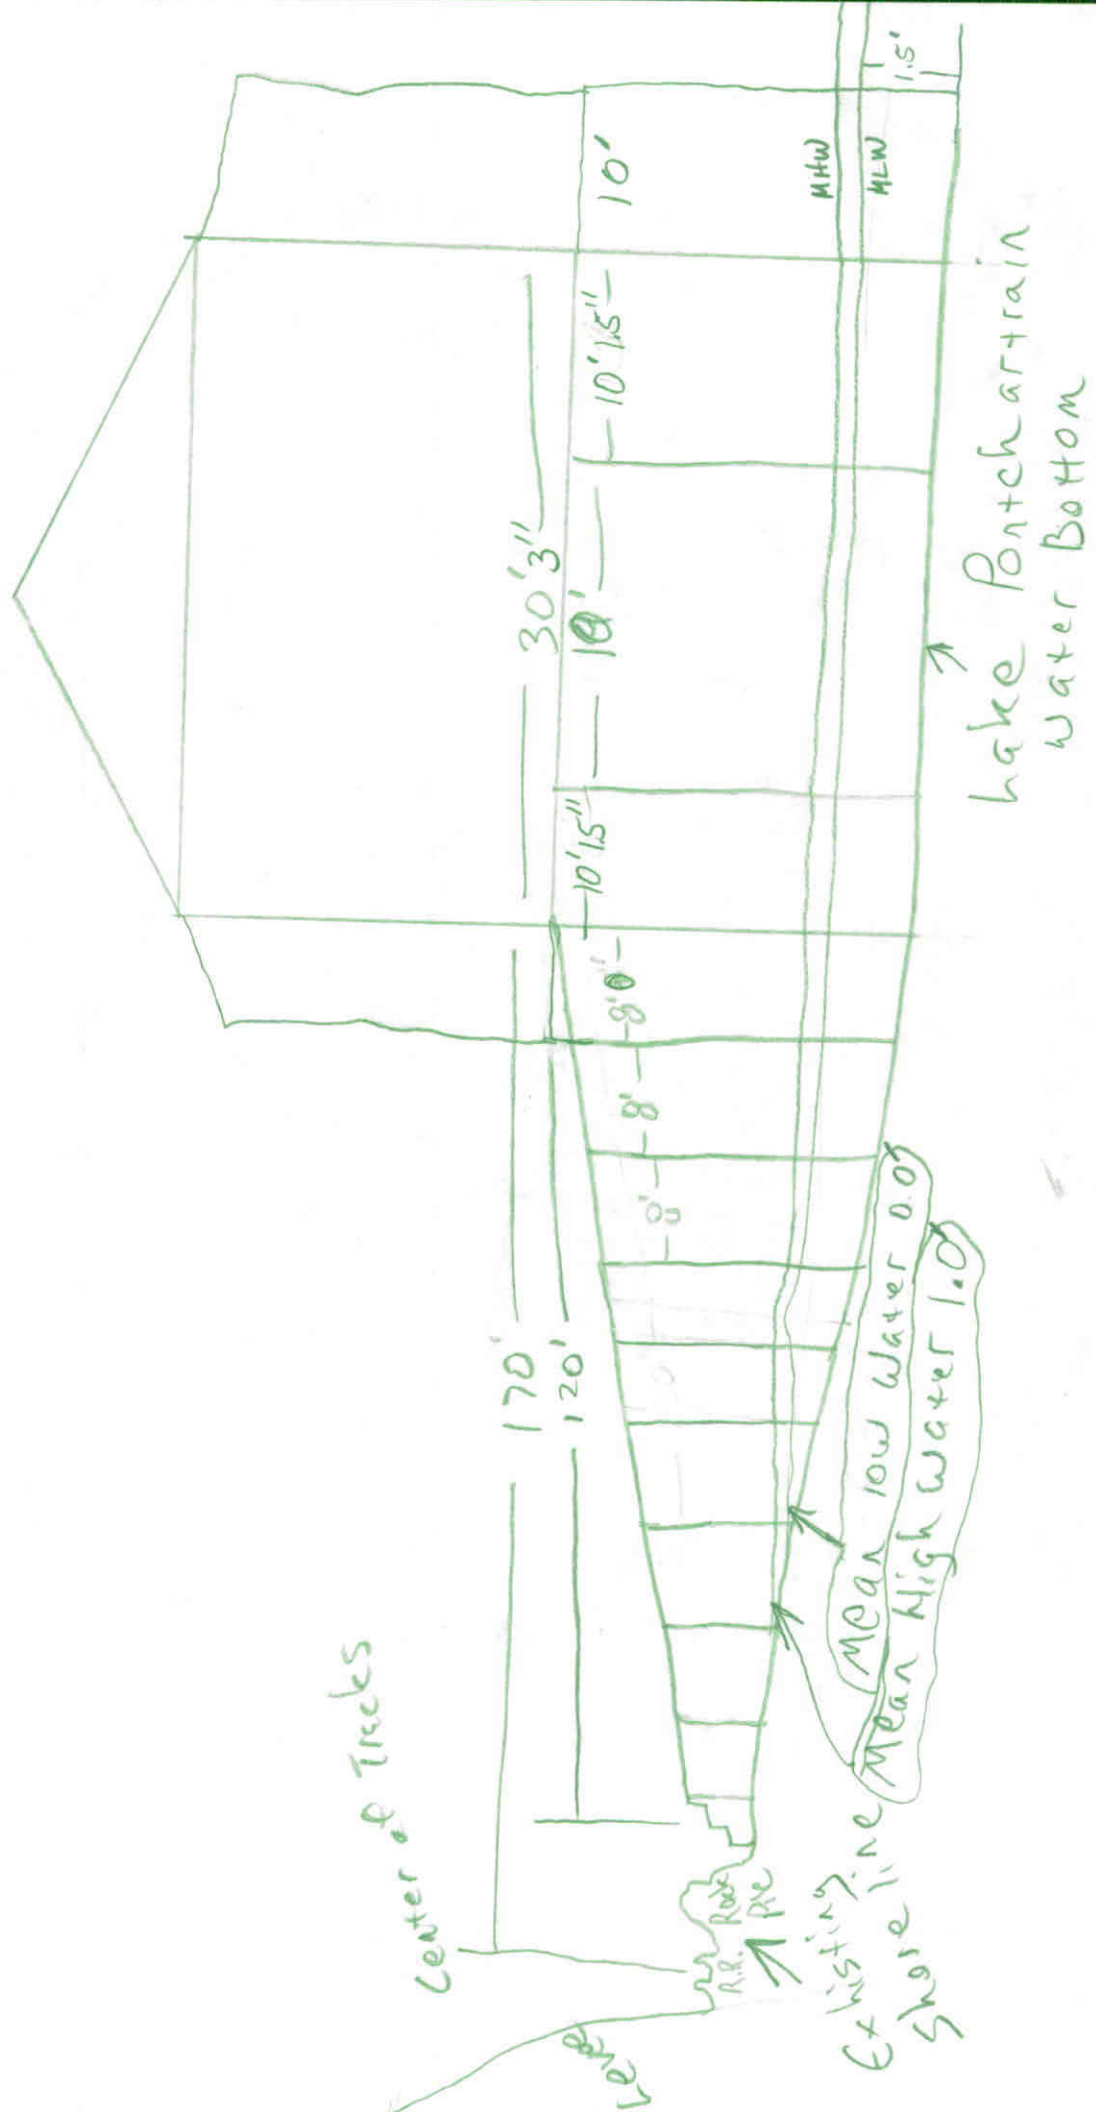 Center of Tracks
170'
120'
30'3"
10'
10'1.5"
10'
10'1.5"
8'0"
8'
8'
MHW
MLW
1.5'
Levee
R.R.
Rock
Pile
Exhisting
Shore line
Mean low water 0.0'
Mean High water 1.0'
Lake Pontchartrain
water Bottom